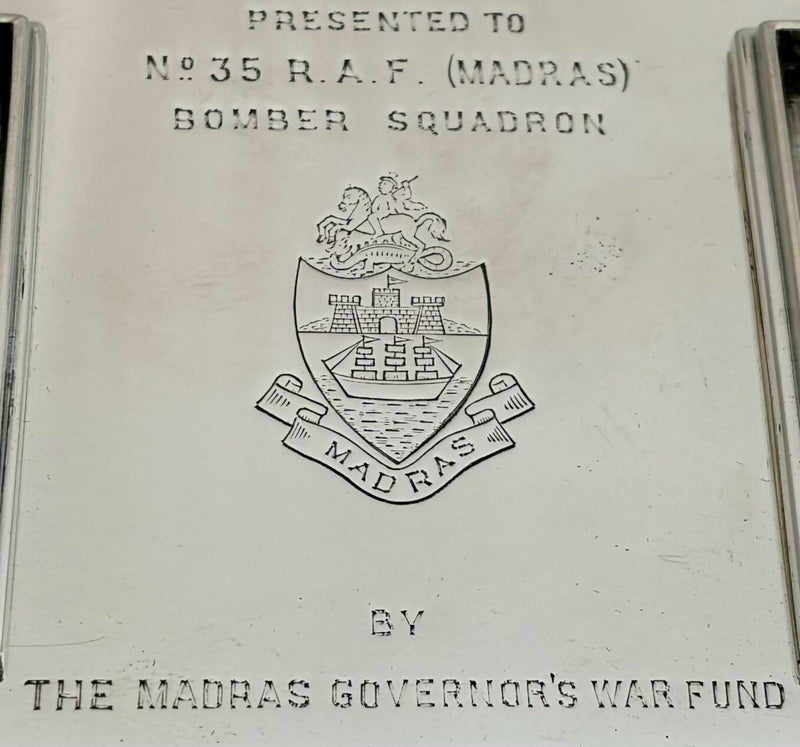 PRESENTED TO
Nº 35 R.A.F. (MADRAS)
BOMBER SQUADRON
MADRAS
BY
THE MADRAS GOVERNOR'S WAR FUND